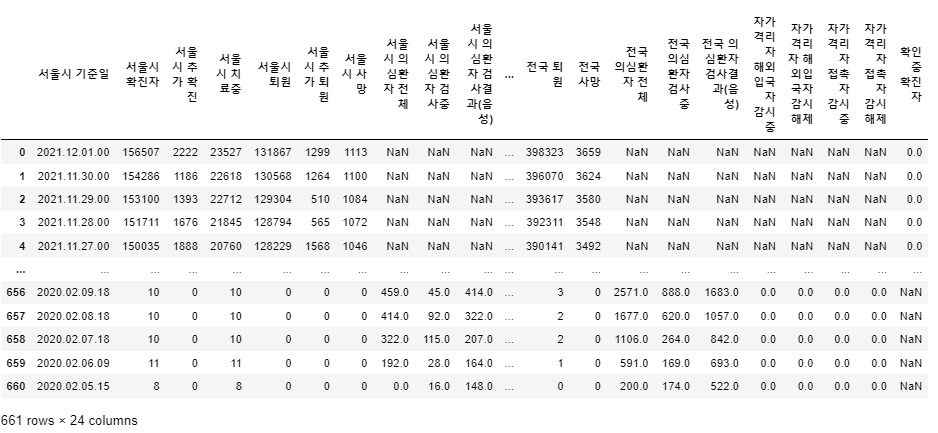 서울시 기준일 서울시 확진자 서울시 추가 확진 서울시 치료중 서울시 퇴원 서울시 추가 퇴원 서울시 사망 서울시 의심환자 전체 서울시 의심환자 검사중 서울시 의심환자 검사결과(음성) ... 전국 퇴원 전국 사망 전국 의심환자 전체 전국 의심환자 검사중 전국 의심환자 검사결과(음성) 자가격리자 해외입국자 감시중 자가격리자 해외입국자 감시해제 자가격리자 접촉자 감시중 자가격리자 접촉자 감시해제 확인중 확진자
0 2021.12.01.00 156507 2222 23527 131867 1299 1113 NaN NaN NaN ... 398323 3659 NaN NaN NaN NaN NaN NaN NaN 0.0
1 2021.11.30.00 154286 1186 22618 130568 1264 1100 NaN NaN NaN ... 396070 3624 NaN NaN NaN NaN NaN NaN NaN 0.0
2 2021.11.29.00 153100 1393 22712 129304 510 1084 NaN NaN NaN ... 393617 3580 NaN NaN NaN NaN NaN NaN NaN 0.0
3 2021.11.28.00 151711 1676 21845 128794 565 1072 NaN NaN NaN ... 392311 3548 NaN NaN NaN NaN NaN NaN NaN 0.0
4 2021.11.27.00 150035 1888 20760 128229 1568 1046 NaN NaN NaN ... 390141 3492 NaN NaN NaN NaN NaN NaN NaN 0.0
... ... ... ... ... ... ... ... ... ... ... ... ... ... ... ... ... ... ... ... ... ...
656 2020.02.09.18 10 0 10 0 0 0 459.0 45.0 414.0 ... 3 0 2571.0 888.0 1683.0 0.0 0.0 0.0 0.0 NaN
657 2020.02.08.18 10 0 10 0 0 0 414.0 92.0 322.0 ... 2 0 1677.0 620.0 1057.0 0.0 0.0 0.0 0.0 NaN
658 2020.02.07.18 10 0 10 0 0 0 322.0 115.0 207.0 ... 2 0 1106.0 264.0 842.0 0.0 0.0 0.0 0.0 NaN
659 2020.02.06.09 11 0 11 0 0 0 192.0 28.0 164.0 ... 1 0 591.0 169.0 693.0 0.0 0.0 0.0 0.0 NaN
660 2020.02.05.15 8 0 8 0 0 0 0.0 16.0 148.0 ... 0 0 200.0 174.0 522.0 0.0 0.0 0.0 0.0 NaN
661 rows × 24 columns